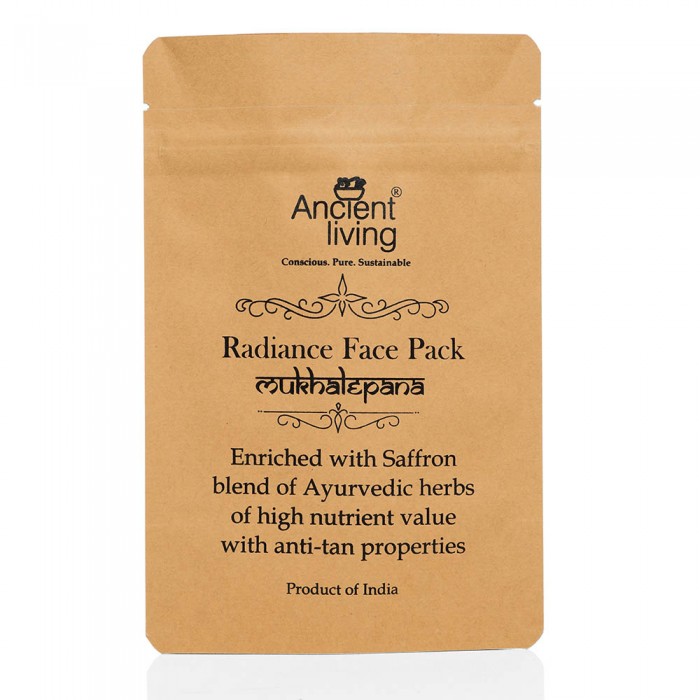 Ancient®
living
Conscious. Pure. Sustainable
Radiance Face Pack
mukhalepana
Enriched with Saffron
blend of Ayurvedic herbs
of high nutrient value
with anti-tan properties
Product of India